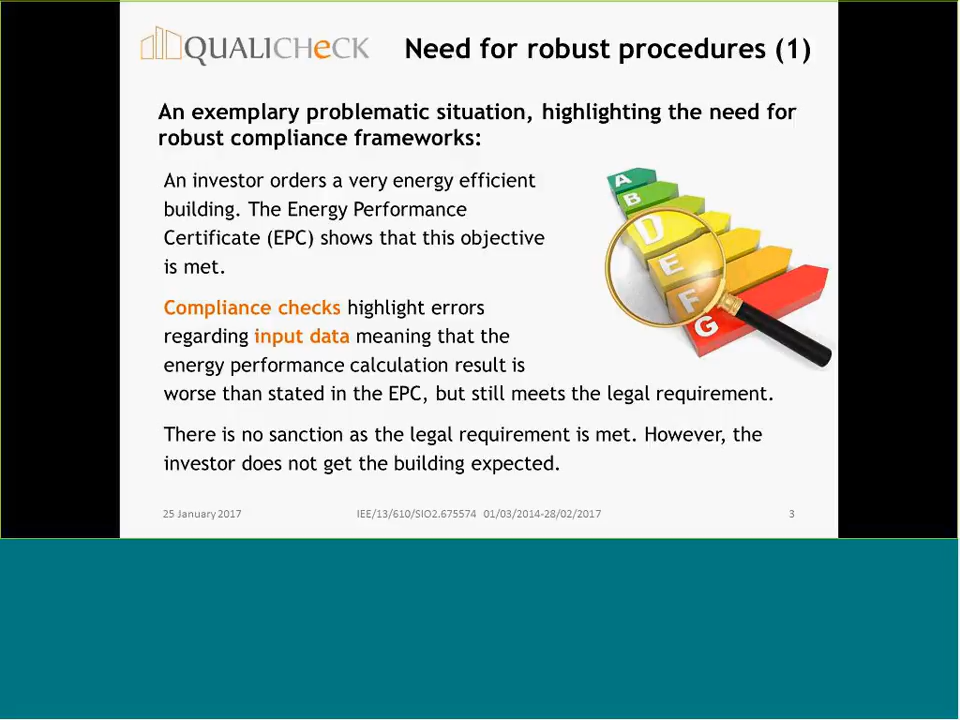 QUALICHeCK
Need for robust procedures (1)
An exemplary problematic situation, highlighting the need for
robust compliance frameworks:
An investor orders a very energy efficient
building. The Energy Performance
Certificate (EPC) shows that this objective
is met.
A
B
D
E
F
G
Compliance checks highlight errors
regarding input data meaning that the
energy performance calculation result is
worse than stated in the EPC, but still meets the legal requirement.
There is no sanction as the legal requirement is met. However, the
investor does not get the building expected.
25 January 2017
IEE/13/610/SIO2.675574 01/03/2014-28/02/2017
3